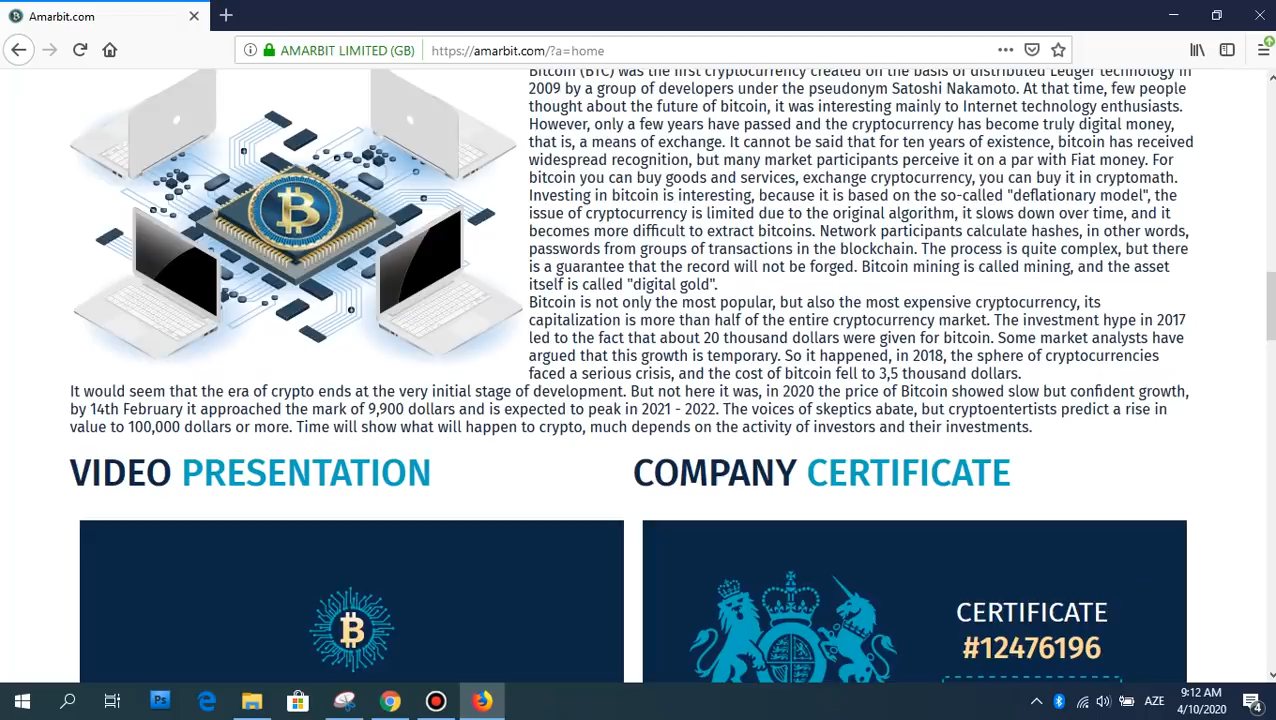 Amarbit.com
AMARBIT LIMITED (GB)
https://amarbit.com/?a=home
Bitcoin (BTC) was the first cryptocurrency created on the basis of distributed Ledger technology in
2009 by a group of developers under the pseudonym Satoshi Nakamoto. At that time, few people
thought about the future of bitcoin, it was interesting mainly to Internet technology enthusiasts.
However, only a few years have passed and the cryptocurrency has become truly digital money,
that is, a means of exchange. It cannot be said that for ten years of existence, bitcoin has received
widespread recognition, but many market participants perceive it on a par with Fiat money. For
bitcoin you can buy goods and services, exchange cryptocurrency, you can buy it in cryptomath.
Investing in bitcoin is interesting, because it is based on the so-called "deflationary model", the
issue of cryptocurrency is limited due to the original algorithm, it slows down over time, and it
becomes more difficult to extract bitcoins. Network participants calculate hashes, in other words,
passwords from groups of transactions in the blockchain. The process is quite complex, but there
is a guarantee that the record will not be forged. Bitcoin mining is called mining, and the asset
itself is called "digital gold".
Bitcoin is not only the most popular, but also the most expensive cryptocurrency, its
capitalization is more than half of the entire cryptocurrency market. The investment hype in 2017
led to the fact that about 20 thousand dollars were given for bitcoin. Some market analysts have
argued that this growth is temporary. So it happened, in 2018, the sphere of cryptocurrencies
faced a serious crisis, and the cost of bitcoin fell to 3,5 thousand dollars.
It would seem that the era of crypto ends at the very initial stage of development. But not here it was, in 2020 the price of Bitcoin showed slow but confident growth,
by 14th February it approached the mark of 9,900 dollars and is expected to peak in 2021 - 2022. The voices of skeptics abate, but cryptoentertists predict a rise in
value to 100,000 dollars or more. Time will show what will happen to crypto, much depends on the activity of investors and their investments.
VIDEO PRESENTATION
COMPANY CERTIFICATE
CERTIFICATE
#12476196
Ps
AZE
9:12 AM
4/10/2020
4